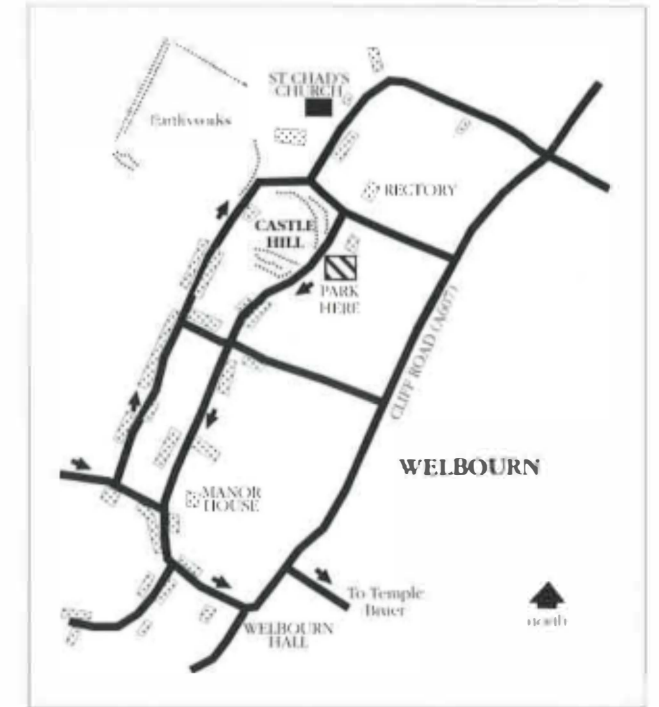 ST CHAD'S
CHURCH
Earthworks
RECTORY
CASTLE
HILL
PARK
HERE
CLIFF ROAD (A607)
WELBOURN
MANOR
HOUSE
To Temple
Bruer
WELBOURN
HALL
north